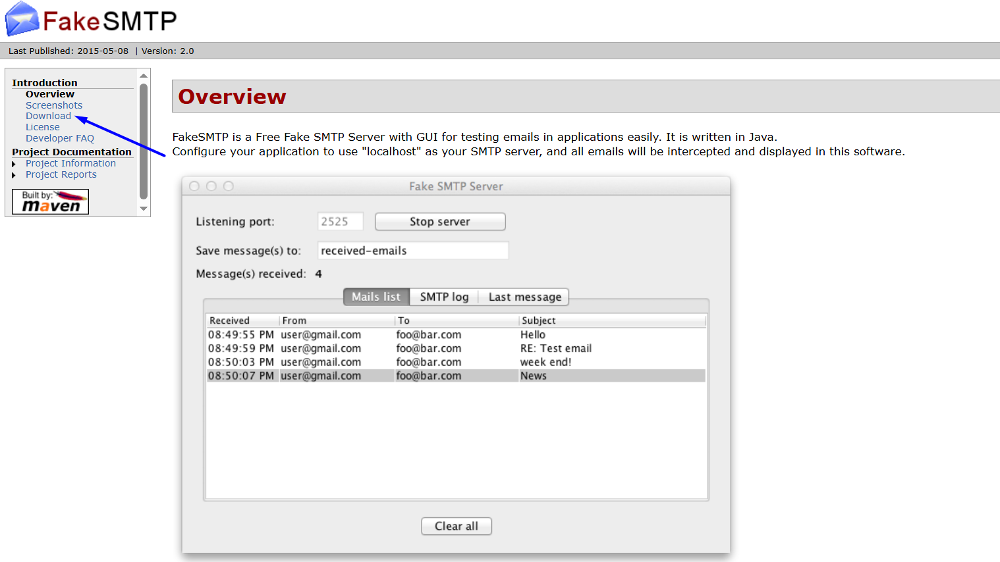 FakeSMTP
Last Published: 2015-05-08 | Version: 2.0
Introduction
Overview
Screenshots
Download
License
Developer FAQ
Project Documentation
Project Information
Project Reports
Built by:
maven
Overview
FakeSMTP is a Free Fake SMTP Server with GUI for testing emails in applications easily. It is written in Java.
Configure your application to use "localhost" as your SMTP server, and all emails will be intercepted and displayed in this software.
Fake SMTP Server
Listening port: 2525 Stop server
Save message(s) to: received-emails
Message(s) received: 4
Mails list SMTP log Last message
Received From To Subject
08:49:55 PM user@gmail.com foo@bar.com Hello
08:49:59 PM user@gmail.com foo@bar.com RE: Test email
08:50:03 PM user@gmail.com foo@bar.com week end!
08:50:07 PM user@gmail.com foo@bar.com News
Clear all